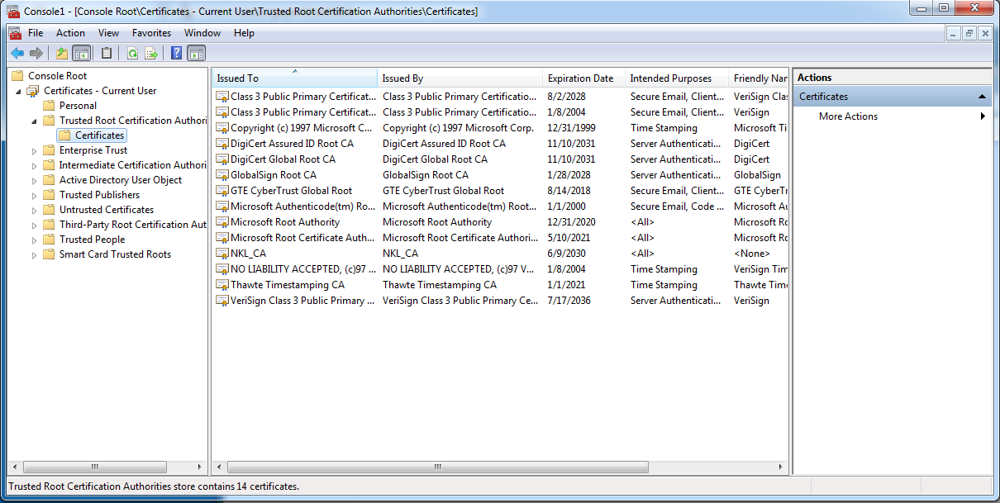 Console1 - [Console Root\Certificates - Current User\Trusted Root Certification Authorities\Certificates]
File Action View Favorites Window Help
Console Root
Certificates - Current User
Personal
Trusted Root Certification Authori
Certificates
Enterprise Trust
Intermediate Certification Authori
Active Directory User Object
Trusted Publishers
Untrusted Certificates
Third-Party Root Certification Aut
Trusted People
Smart Card Trusted Roots
Issued To Issued By Expiration Date Intended Purposes Friendly Nar
Class 3 Public Primary Certificat... Class 3 Public Primary Certificatio... 8/2/2028 Secure Email, Client... VeriSign Clas
Class 3 Public Primary Certificat... Class 3 Public Primary Certificatio... 1/8/2004 Secure Email, Client... VeriSign
Copyright (c) 1997 Microsoft C... Copyright (c) 1997 Microsoft Corp. 12/31/1999 Time Stamping Microsoft Ti
DigiCert Assured ID Root CA DigiCert Assured ID Root CA 11/10/2031 Server Authenticati... DigiCert
DigiCert Global Root CA DigiCert Global Root CA 11/10/2031 Server Authenticati... DigiCert
GlobalSign Root CA GlobalSign Root CA 1/28/2028 Server Authenticati... GlobalSign
GTE CyberTrust Global Root GTE CyberTrust Global Root 8/14/2018 Secure Email, Client... GTE CyberTr
Microsoft Authenticode(tm) Ro... Microsoft Authenticode(tm) Root... 1/1/2000 Secure Email, Code ... Microsoft Au
Microsoft Root Authority Microsoft Root Authority 12/31/2020 <All> Microsoft Ro
Microsoft Root Certificate Auth... Microsoft Root Certificate Authori... 5/10/2021 <All> Microsoft Ro
NKL_CA NKL_CA 6/9/2030 <All> <None>
NO LIABILITY ACCEPTED, (c)97 ... NO LIABILITY ACCEPTED, (c)97 V... 1/8/2004 Time Stamping VeriSign Tim
Thawte Timestamping CA Thawte Timestamping CA 1/1/2021 Time Stamping Thawte Time
VeriSign Class 3 Public Primary ... VeriSign Class 3 Public Primary Ce... 7/17/2036 Server Authenticati... VeriSign
Actions
Certificates
More Actions
Trusted Root Certification Authorities store contains 14 certificates.